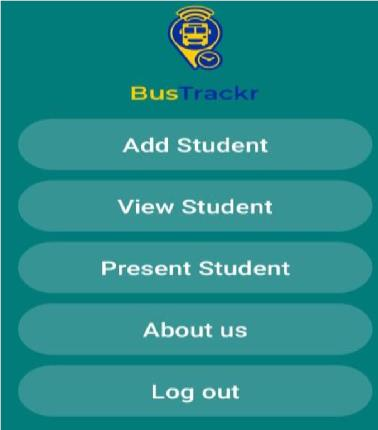 BusTrackr
Add Student
View Student
Present Student
About us
Log out